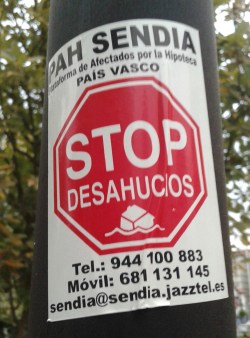 PAH SENDIA
ataforma de Afectados por la Hipoteca
PAÍS VASCO
STOP
DESAHUCIOS
Tel.: 944 100 883
Móvil: 681 131 145
sendia@sendia.jazztel.es